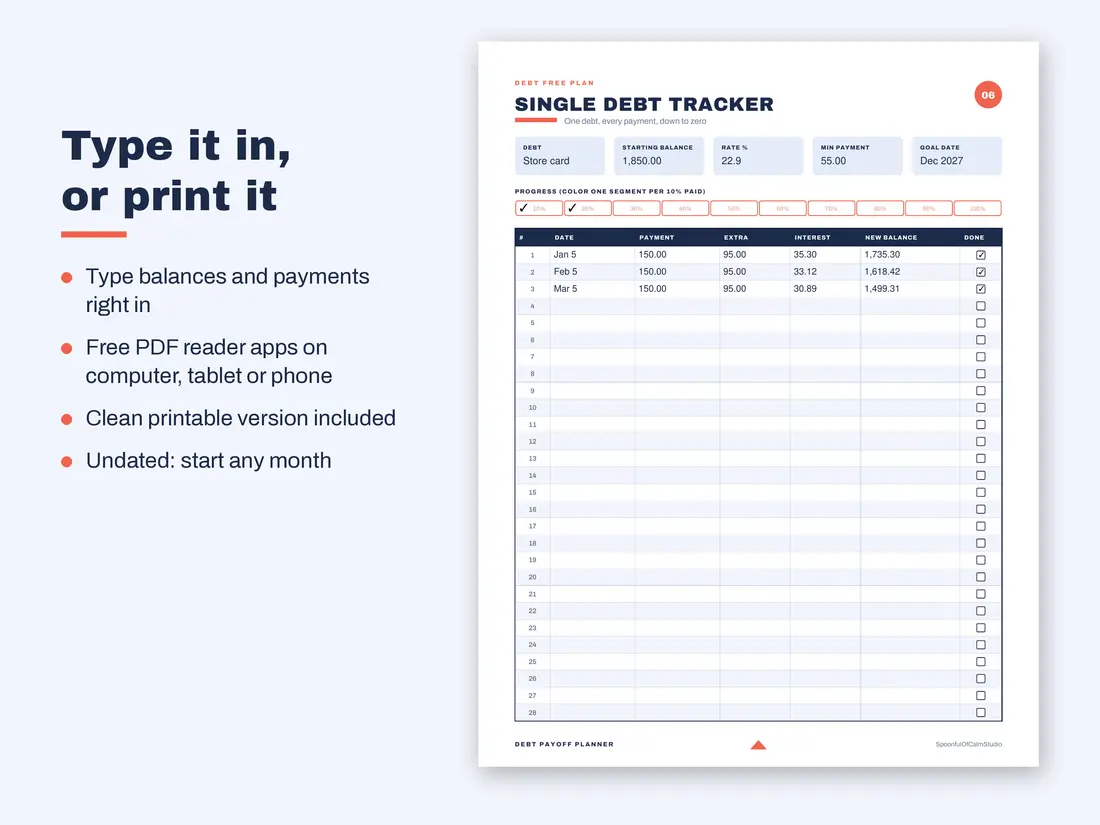 Type it in,
or print it
Type balances and payments
right in
Free PDF reader apps on
computer, tablet or phone
Clean printable version included
Undated: start any month
DEBT FREE PLAN
SINGLE DEBT TRACKER
One debt, every payment, down to zero
06
DEBT STARTING BALANCE RATE % MIN PAYMENT GOAL DATE
Store card 1,850.00 22.9 55.00 Dec 2027
PROGRESS (COLOR ONE SEGMENT PER 10% PAID)
✓ 10% ✓ 20% 30% 40% 50% 60% 70% 80% 90% 100%
# DATE PAYMENT EXTRA INTEREST NEW BALANCE DONE
1 Jan 5 150.00 95.00 35.30 1,735.30 ☑
2 Feb 5 150.00 95.00 33.12 1,618.42 ☑
3 Mar 5 150.00 95.00 30.89 1,499.31 ☑
4
5
6
7
8
9
10
11
12
13
14
15
16
17
18
19
20
21
22
23
24
25
26
27
28
DEBT PAYOFF PLANNER SpoonfulOfCalmStudio